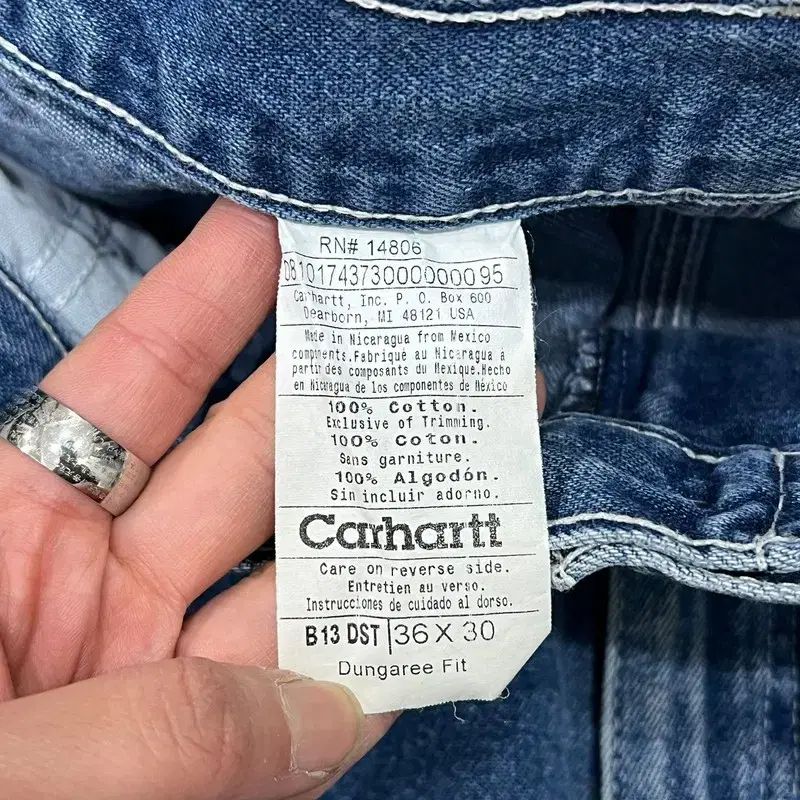 RN# 14806
DB10174373000000095
Carhartt, Inc. P. O. Box 600
Dearborn, MI 48121 USA
Made in Nicaragua from Mexico
components.Fabriqué au Nicaragua à
partir des composants du Mexique.Hecho
en Nicaragua de los componentes de México
100% Cotton.
Exclusive of Trimming.
100% Coton.
Sans garniture.
100% Algodón.
Sin incluir adorno.
Carhartt
Care on reverse side.
Entretien au verso.
Instrucciones de cuidado al dorso.
B13 DST 36 X 30
Dungaree Fit